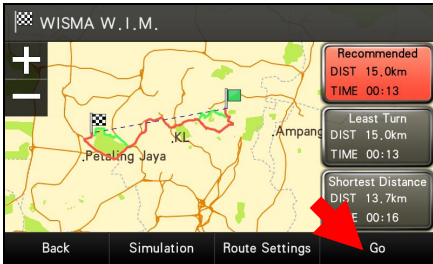 WISMA W.I.M.
Recommended
DIST 15.0km
TIME 00:13
Least Turn
DIST 15.0km
TIME 00:13
Shortest Distance
DIST 13.7km
TIME 00:16
KL
Ampang
Petaling Jaya
Back
Simulation
Route Settings
Go